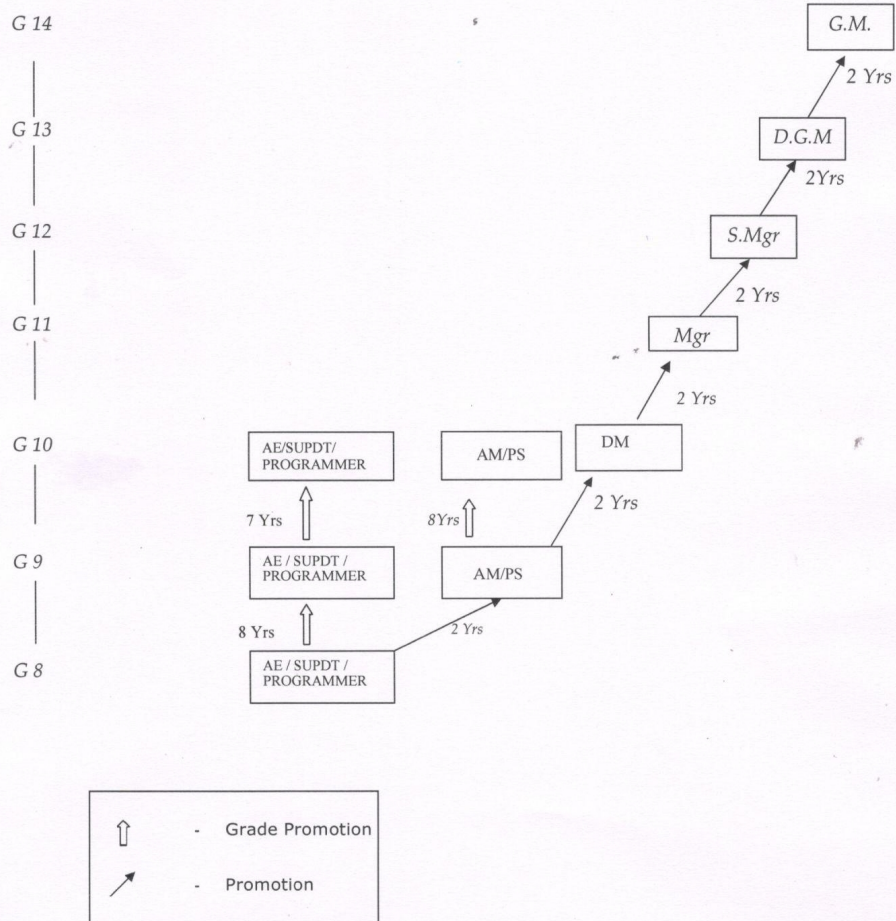 G 14
G.M.
2 Yrs
G 13
D.G.M
2Yrs
G 12
S.Mgr
2 Yrs
G 11
Mgr
2 Yrs
G 10
AE/SUPDT/
PROGRAMMER
AM/PS
DM
7 Yrs
8Yrs
2 Yrs
G 9
AE / SUPDT /
PROGRAMMER
AM/PS
8 Yrs
2 Yrs
G 8
AE / SUPDT /
PROGRAMMER
- Grade Promotion
- Promotion